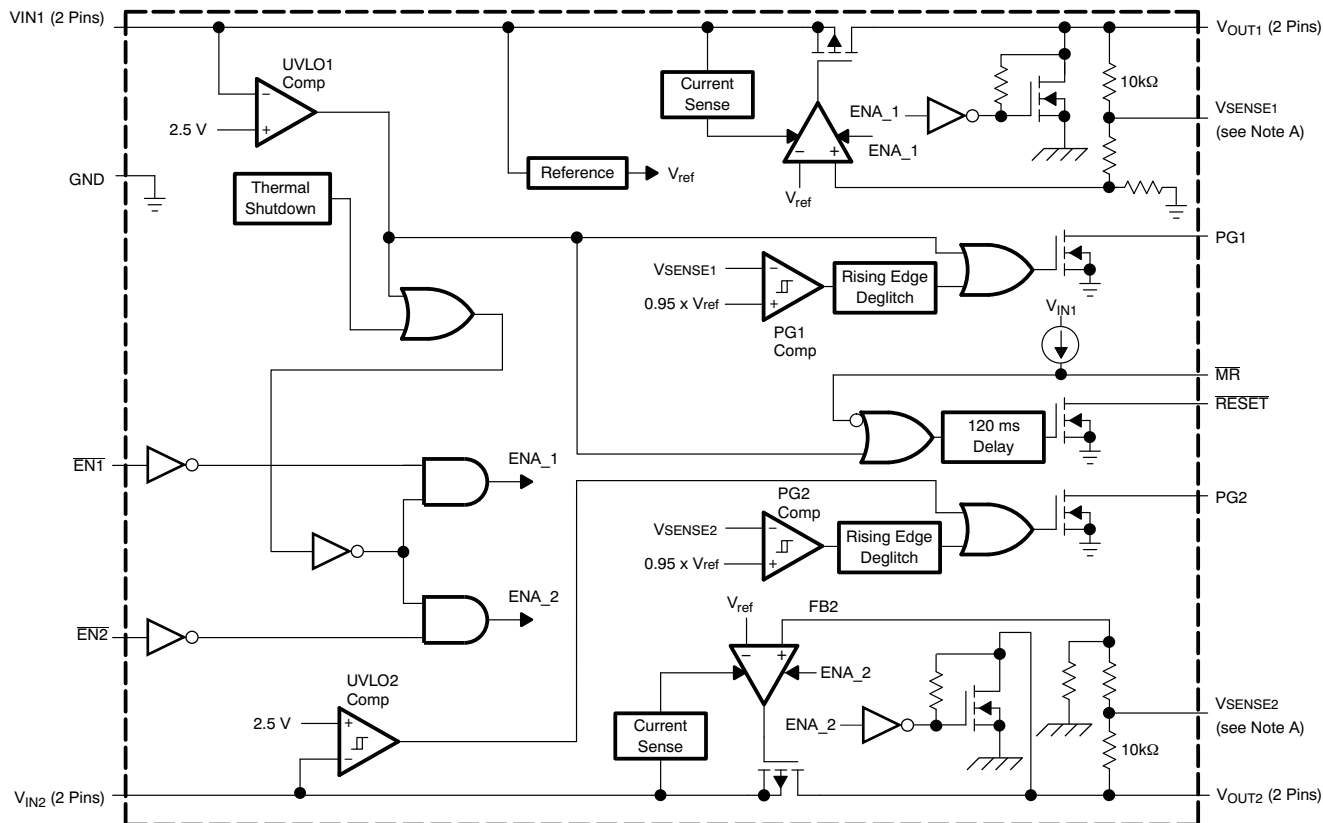 VIN1 (2 Pins)
VOUT1 (2 Pins)
UVLO1
Comp
2.5 V
−
+
Current
Sense
ENA_1
10kΩ
VSENSE1
(see Note A)
ENA_1
− +
Vref
GND
Reference
Vref
Thermal
Shutdown
PG1
VSENSE1
−
0.95 x Vref
+
Rising Edge
Deglitch
PG1
Comp
VIN1
MR
RESET
120 ms
Delay
EN1
ENA_1
PG2
Comp
PG2
VSENSE2
−
0.95 x Vref
+
Rising Edge
Deglitch
EN2
ENA_2
Vref
FB2
− +
ENA_2
UVLO2
Comp
2.5 V
+
−
Current
Sense
ENA_2
VSENSE2
(see Note A)
10kΩ
VIN2 (2 Pins)
VOUT2 (2 Pins)